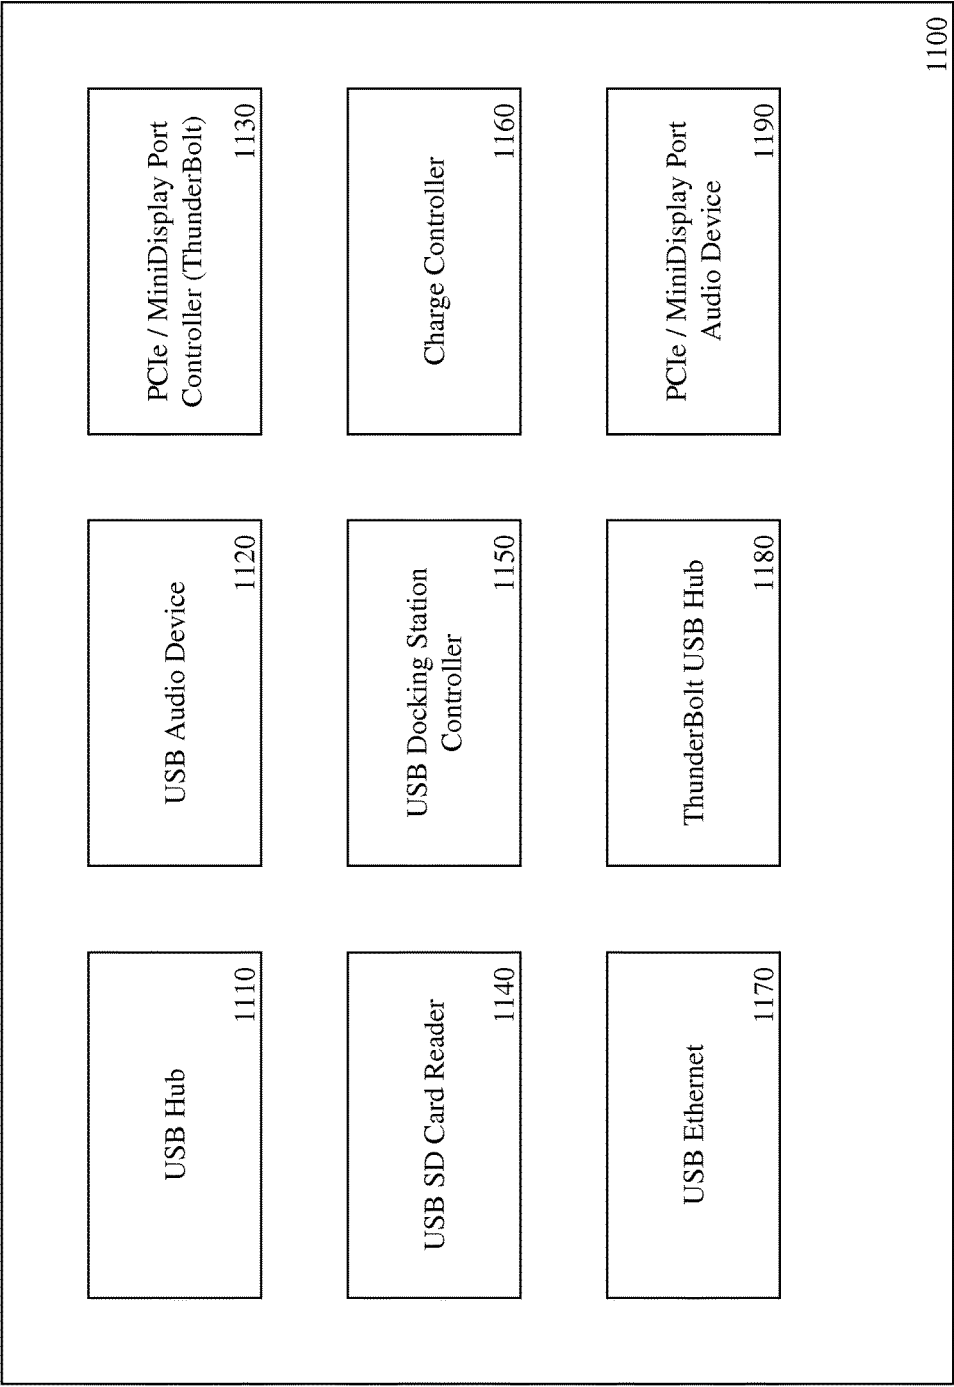 USB Hub
1110
USB Audio Device
1120
PCIe / MiniDisplay Port
Controller (ThunderBolt)
1130
USB SD Card Reader
1140
USB Docking Station
Controller
1150
Charge Controller
1160
USB Ethernet
1170
ThunderBolt USB Hub
1180
PCIe / MiniDisplay Port
Audio Device
1190
1100